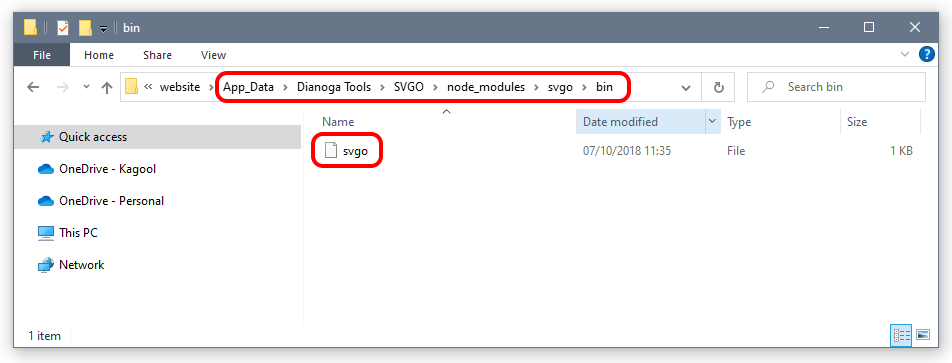 bin
File Home Share View
« website > App_Data > Dianoga Tools > SVGO > node_modules > svgo > bin
Search bin
Name Date modified Type Size
Quick access
svgo 07/10/2018 11:35 File 1 KB
OneDrive - Kagool
OneDrive - Personal
This PC
Network
1 item